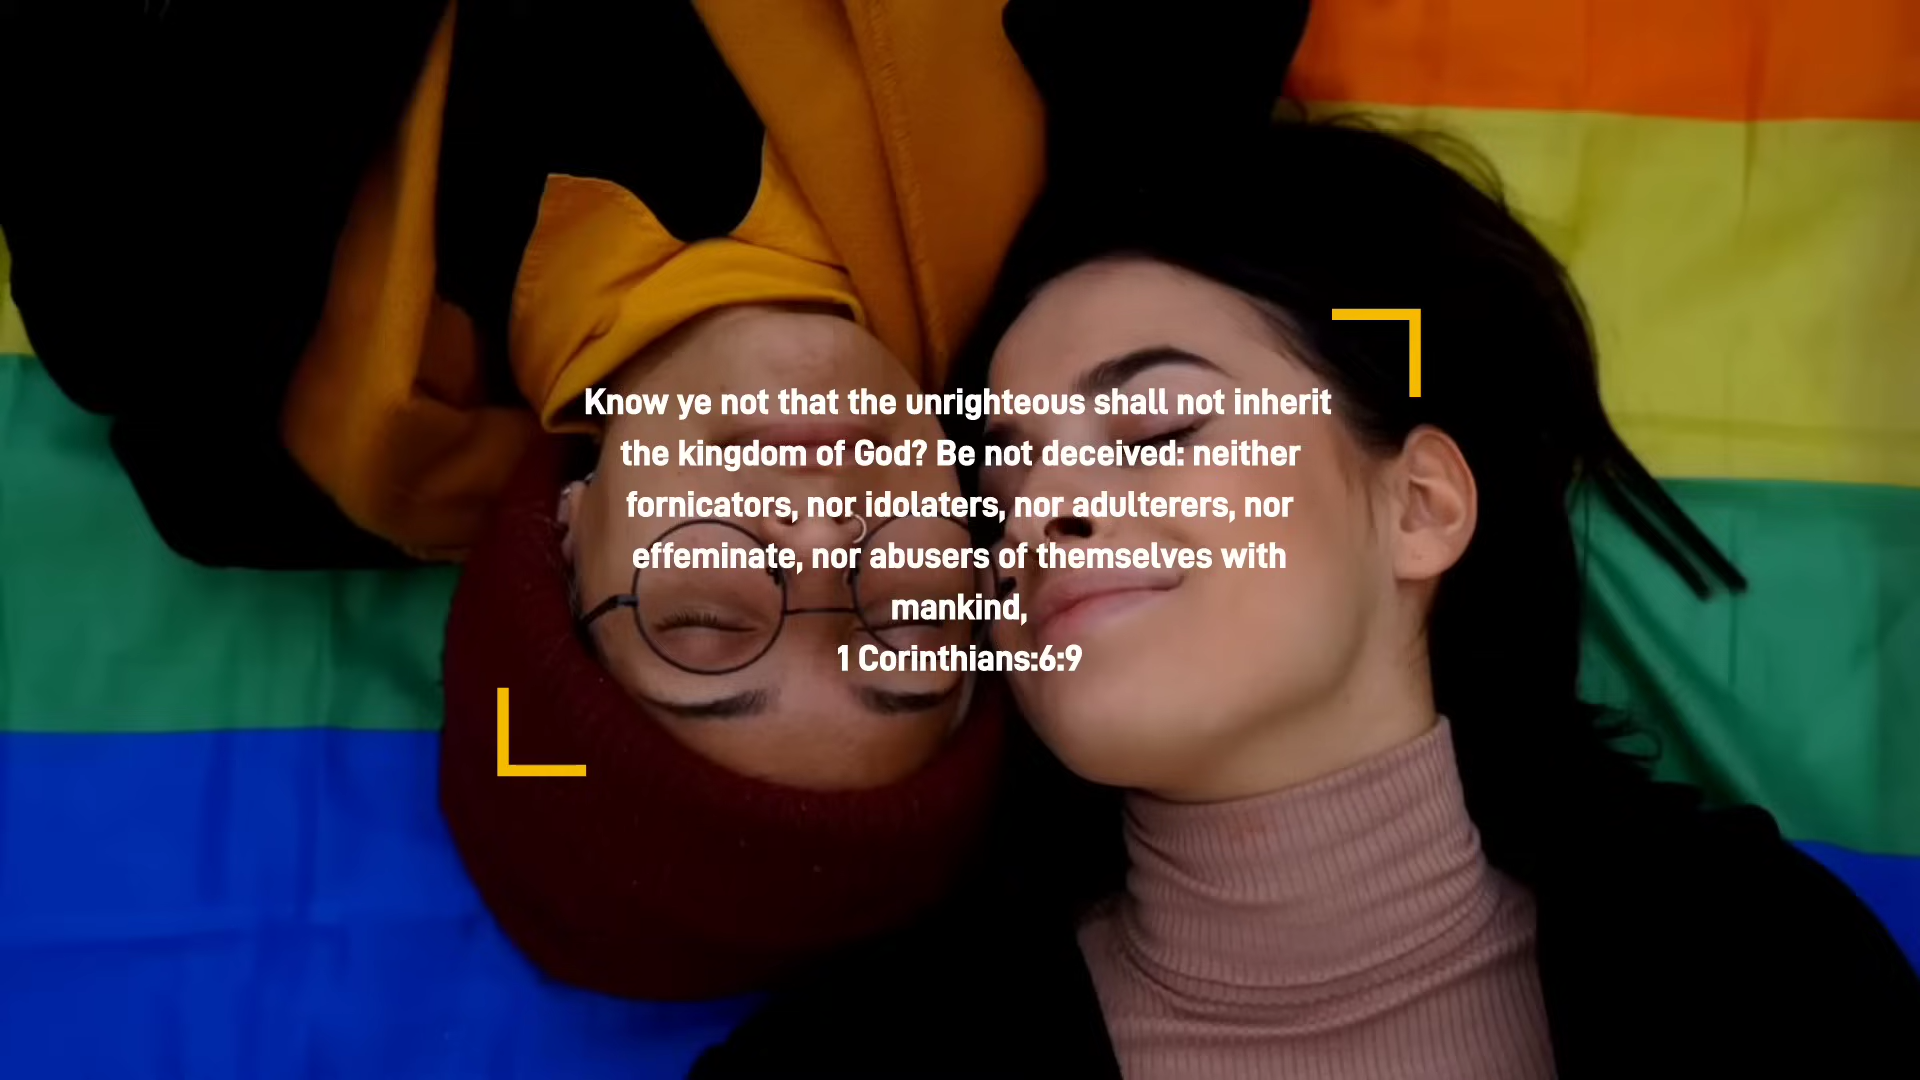 Know ye not that the unrighteous shall not inherit
the kingdom of God? Be not deceived: neither
fornicators, nor idolaters, nor adulterers, nor
effeminate, nor abusers of themselves with
mankind,
1 Corinthians:6:9